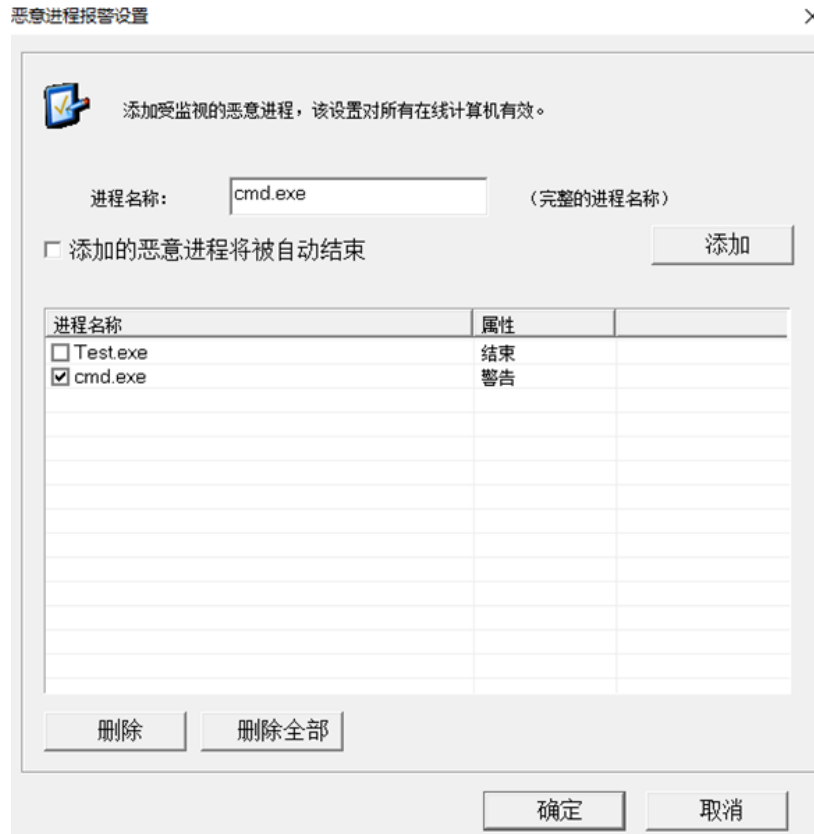 恶意进程报警设置
添加受监视的恶意进程，该设置对所有在线计算机有效。
进程名称： cmd.exe （完整的进程名称）
添加的恶意进程将被自动结束 添加
进程名称 属性
Test.exe 结束
cmd.exe 警告
删除 删除全部
确定 取消